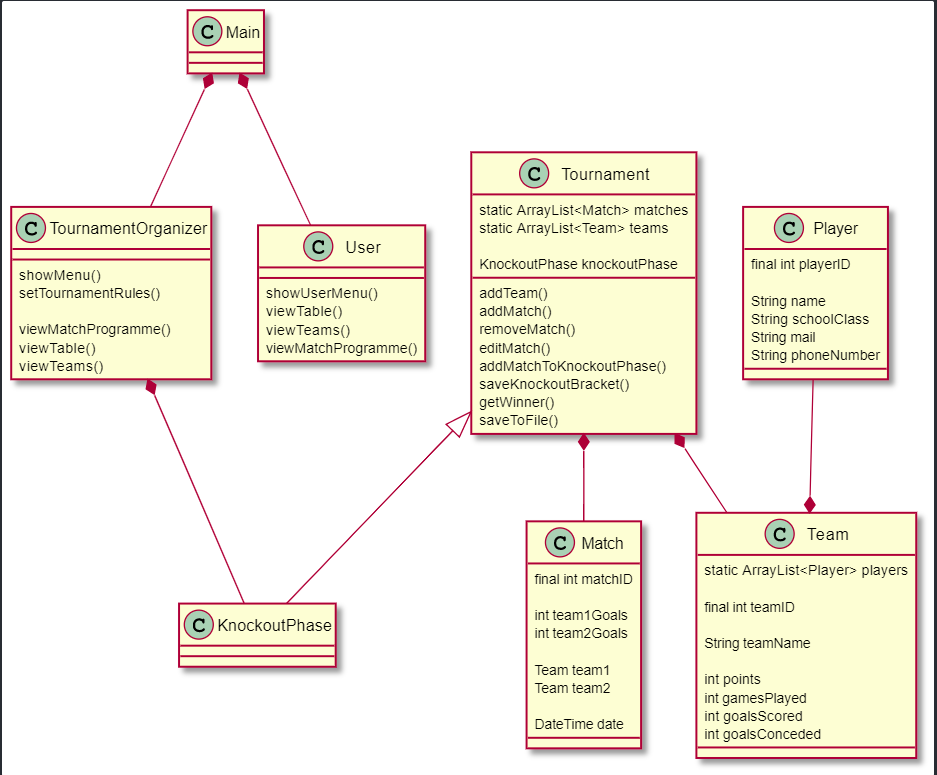 C Main
C TournamentOrganizer
showMenu()
setTournamentRules()
viewMatchProgramme()
viewTable()
viewTeams()
C User
showUserMenu()
viewTable()
viewTeams()
viewMatchProgramme()
C Tournament
static ArrayList<Match> matches
static ArrayList<Team> teams
KnockoutPhase knockoutPhase
addTeam()
addMatch()
removeMatch()
editMatch()
addMatchToKnockoutPhase()
saveKnockoutBracket()
getWinner()
saveToFile()
C Player
final int playerID
String name
String schoolClass
String mail
String phoneNumber
C KnockoutPhase
C Match
final int matchID
int team1Goals
int team2Goals
Team team1
Team team2
DateTime date
C Team
static ArrayList<Player> players
final int teamID
String teamName
int points
int gamesPlayed
int goalsScored
int goalsConceded